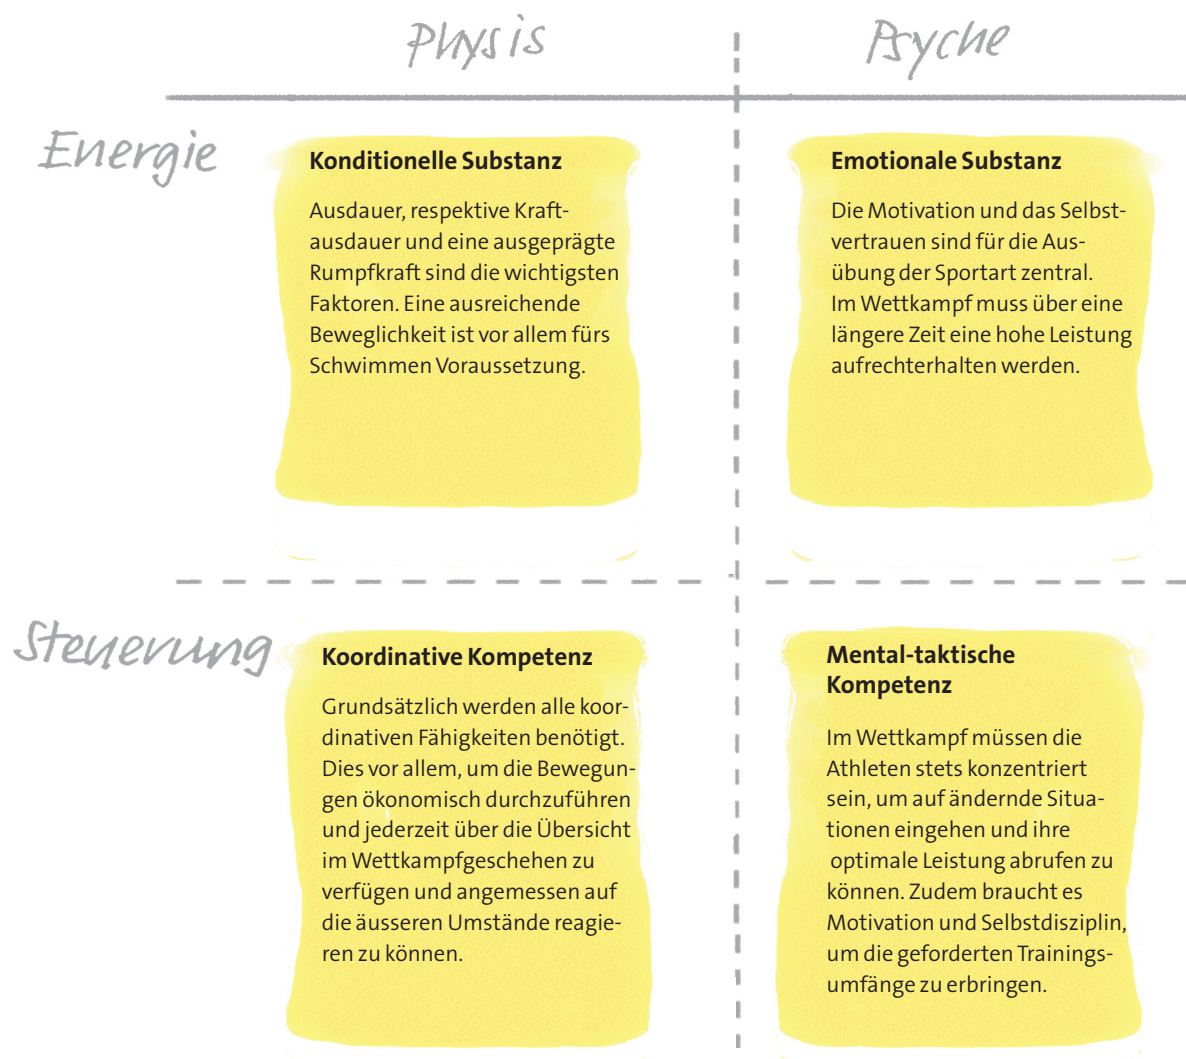 Physis
Psyche
Energie
Konditionelle Substanz
Ausdauer, respektive Kraft-
ausdauer und eine ausgeprägte
Rumpfkraft sind die wichtigsten
Faktoren. Eine ausreichende
Beweglichkeit ist vor allem fürs
Schwimmen Voraussetzung.
Emotionale Substanz
Die Motivation und das Selbst-
vertrauen sind für die Aus-
übung der Sportart zentral.
Im Wettkampf muss über eine
längere Zeit eine hohe Leistung
aufrechterhalten werden.
Steuerung
Koordinative Kompetenz
Grundsätzlich werden alle koor-
dinativen Fähigkeiten benötigt.
Dies vor allem, um die Bewegun-
gen ökonomisch durchzuführen
und jederzeit über die Übersicht
im Wettkampfgeschehen zu
verfügen und angemessen auf
die äusseren Umstände reagie-
ren zu können.
Mental-taktische
Kompetenz
Im Wettkampf müssen die
Athleten stets konzentriert
sein, um auf ändernde Situa-
tionen eingehen und ihre
optimale Leistung abrufen zu
können. Zudem braucht es
Motivation und Selbstdisziplin,
um die geforderten Trainings-
umfänge zu erbringen.